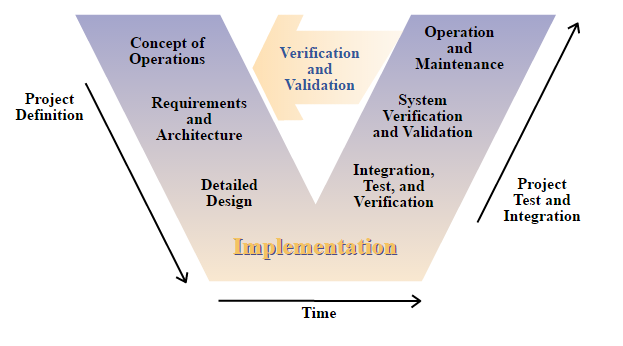 Concept of
Operations
Project
Definition
Requirements
and
Architecture
Detailed
Design
Verification
and
Validation
Operation
and
Maintenance
System
Verification
and Validation
Integration,
Test, and
Verification
Project
Test and
Integration
Implementation
Time